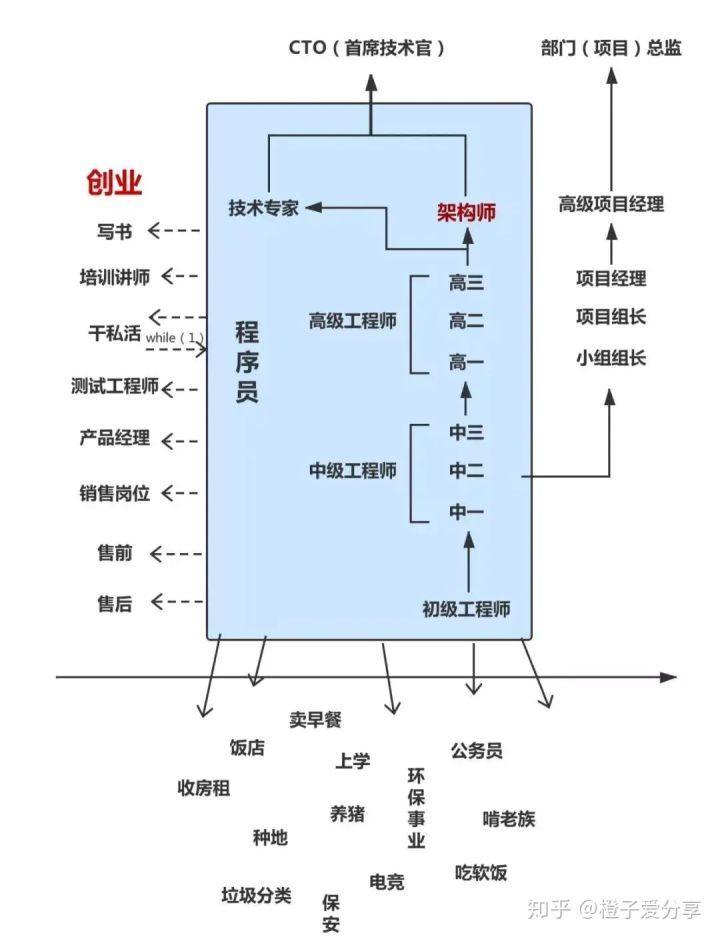 CTO（首席技术官）
部门（项目）总监
创业
技术专家
架构师
高级项目经理
写书
培训讲师
高三
项目经理
干私活
while（1）
程序员
高级工程师
高二
项目组长
高一
小组组长
测试工程师
产品经理
中三
中级工程师
中二
销售岗位
中一
售前
售后
初级工程师
卖早餐
饭店
上学
公务员
收房租
环保事业
养猪
啃老族
种地
电竞
吃软饭
垃圾分类
保安
知乎 @橙子爱分享